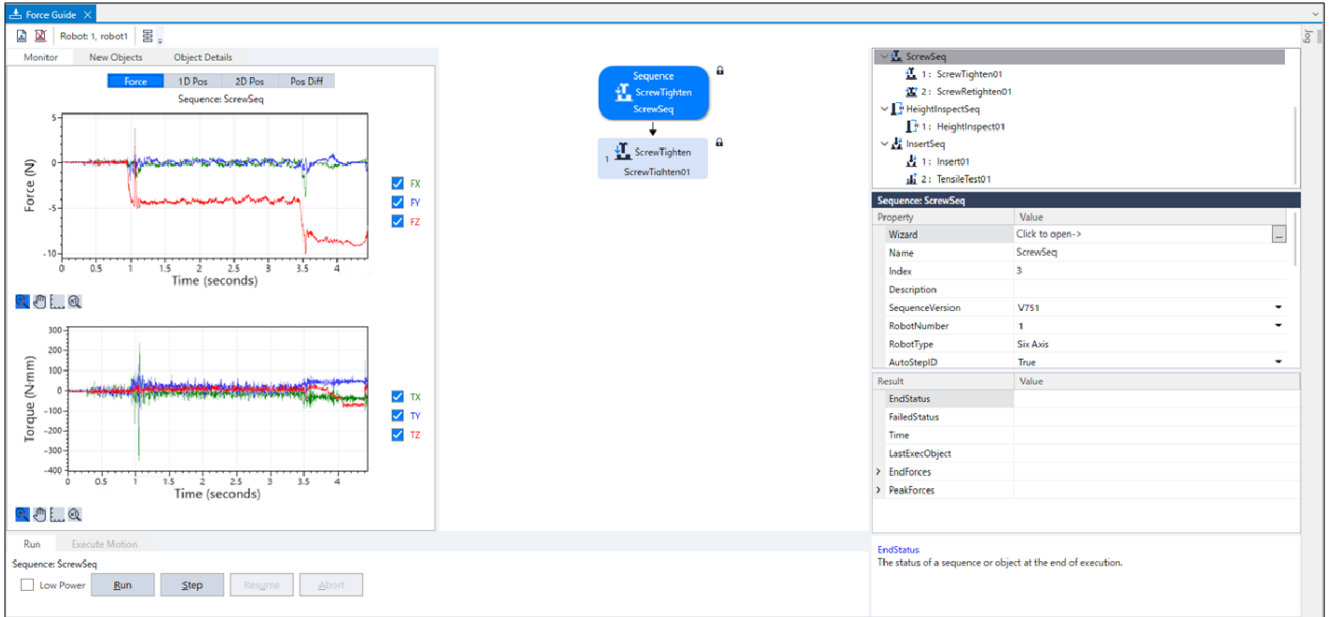 Force Guide
Robot: 1, robot1
Jog
Monitor New Objects Object Details
Force 1D Pos 2D Pos Pos Diff
Sequence: ScrewSeq
5
0
-5
-10
Force (N)
0 0.5 1 1.5 2 2.5 3 3.5 4
Time (seconds)
FX
FY
FZ
300
200
100
0
-100
-200
-300
-400
Torque (N·mm)
0 0.5 1 1.5 2 2.5 3 3.5 4
Time (seconds)
TX
TY
TZ
Run Execute Motion
Sequence: ScrewSeq
Low Power Run Step Resume Abort
Sequence
ScrewTighten
ScrewSeq
1 ScrewTighten
ScrewTighten01
ScrewSeq
1 : ScrewTighten01
2 : ScrewRetighten01
HeightInspectSeq
1 : HeightInspect01
InsertSeq
1 : Insert01
2 : TensileTest01
Sequence: ScrewSeq
Property Value
Wizard Click to open-> ...
Name ScrewSeq
Index 3
Description
SequenceVersion V751
RobotNumber 1
RobotType Six Axis
AutoStepID True
Result Value
EndStatus
FailedStatus
Time
LastExecObject
EndForces
PeakForces
EndStatus
The status of a sequence or object at the end of execution.